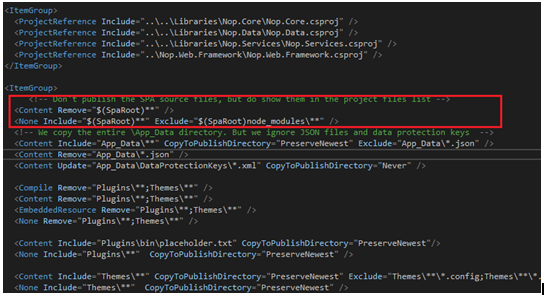 <ItemGroup>
<ProjectReference Include="..\..\Libraries\Nop.Core\Nop.Core.csproj" />
<ProjectReference Include="..\..\Libraries\Nop.Data\Nop.Data.csproj" />
<ProjectReference Include="..\..\Libraries\Nop.Services\Nop.Services.csproj" />
<ProjectReference Include="..\Nop.Web.Framework\Nop.Web.Framework.csproj" />
</ItemGroup>
<ItemGroup>
<!-- Don't publish the SPA source files, but do show them in the project files list -->
<Content Remove="$(SpaRoot)**" />
<None Include="$(SpaRoot)**" Exclude="$(SpaRoot)node_modules\**" />
<!-- We copy the entire \App_Data directory. But we ignore JSON files and data protection keys -->
<Content Include="App_Data\**" CopyToPublishDirectory="PreserveNewest" Exclude="App_Data\*.json" />
<Content Remove="App_Data\*.json" />
<Content Update="App_Data\DataProtectionKeys\*.xml" CopyToPublishDirectory="Never" />
<Compile Remove="Plugins\**;Themes\**" />
<Content Remove="Plugins\**;Themes\**" />
<EmbeddedResource Remove="Plugins\**;Themes\**" />
<None Remove="Plugins\**;Themes\**" />
<Content Include="Plugins\bin\placeholder.txt" CopyToPublishDirectory="PreserveNewest"/>
<None Include="Plugins\**" CopyToPublishDirectory="PreserveNewest" />
<Content Include="Themes\**" CopyToPublishDirectory="PreserveNewest" Exclude="Themes\**\*.config;Themes\**\*.
<None Include="Themes\**" CopyToPublishDirectory="PreserveNewest" />